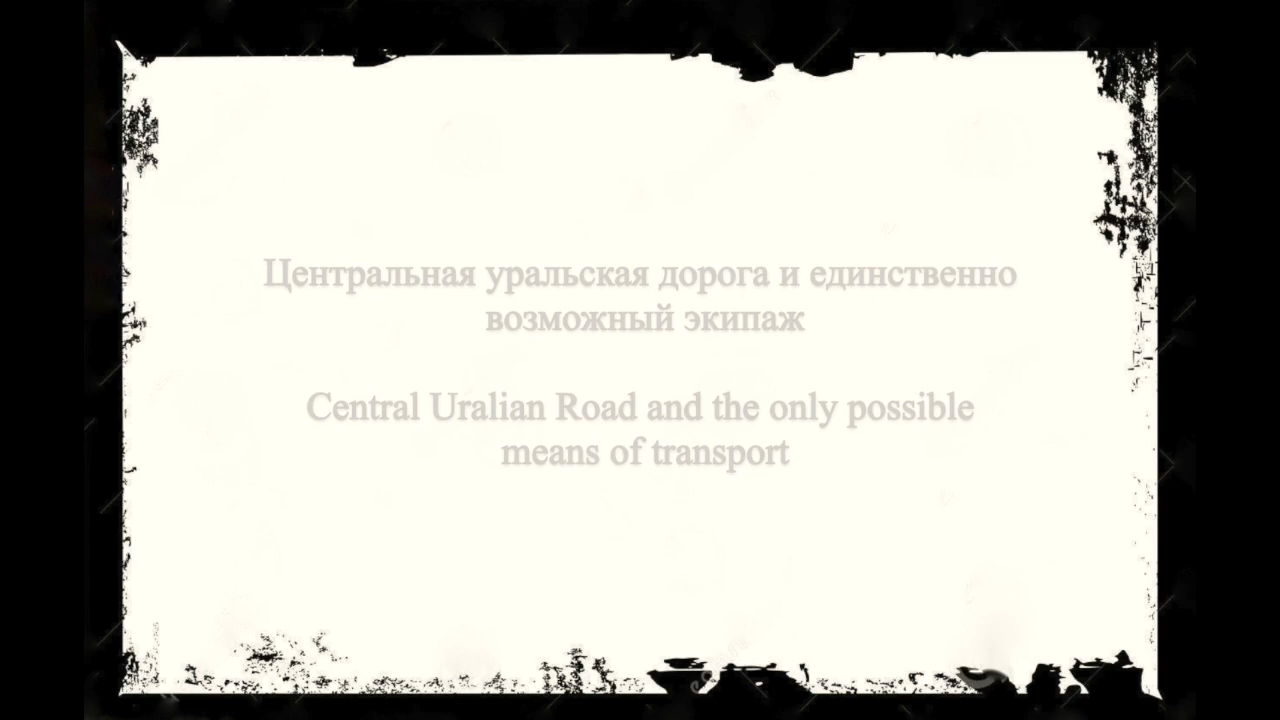 Центральная уральская дорога и единственно
возможный экипаж
Central Uralian Road and the only possible
means of transport